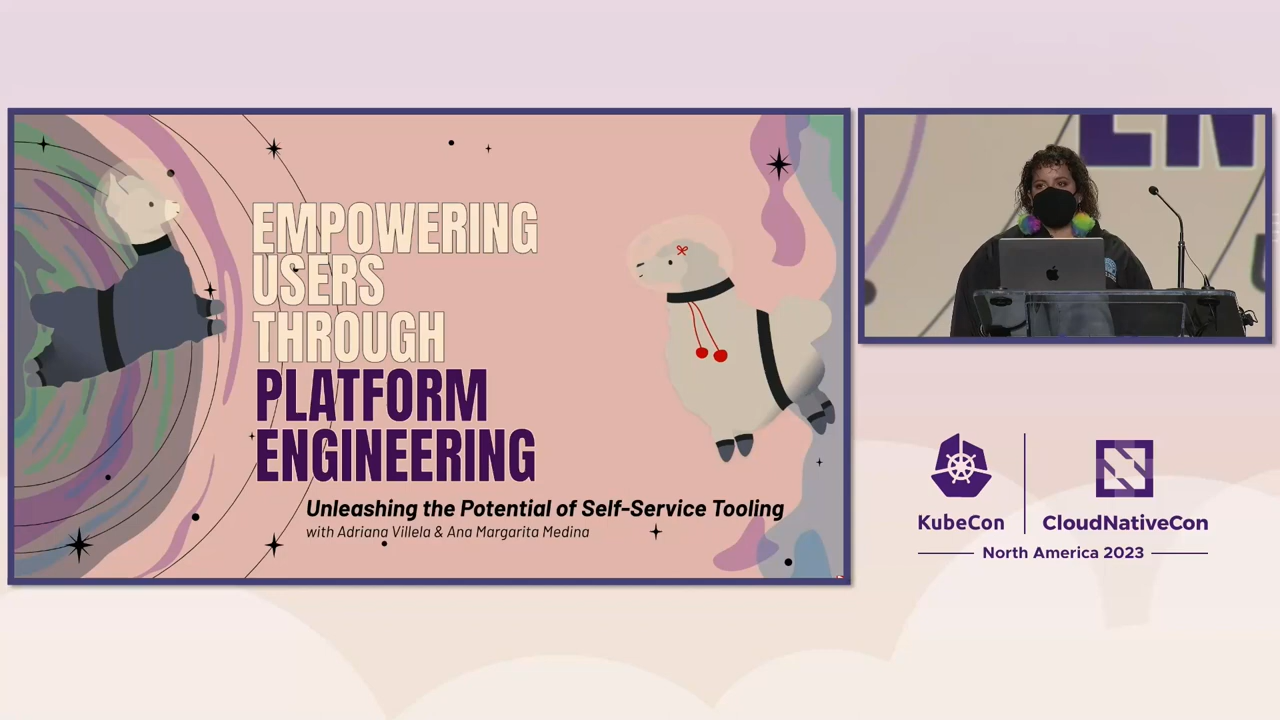 EMPOWERING
USERS
THROUGH
PLATFORM
ENGINEERING
Unleashing the Potential of Self-Service Tooling
with Adriana Villela & Ana Margarita Medina
EN
KubeCon
CloudNativeCon
North America 2023